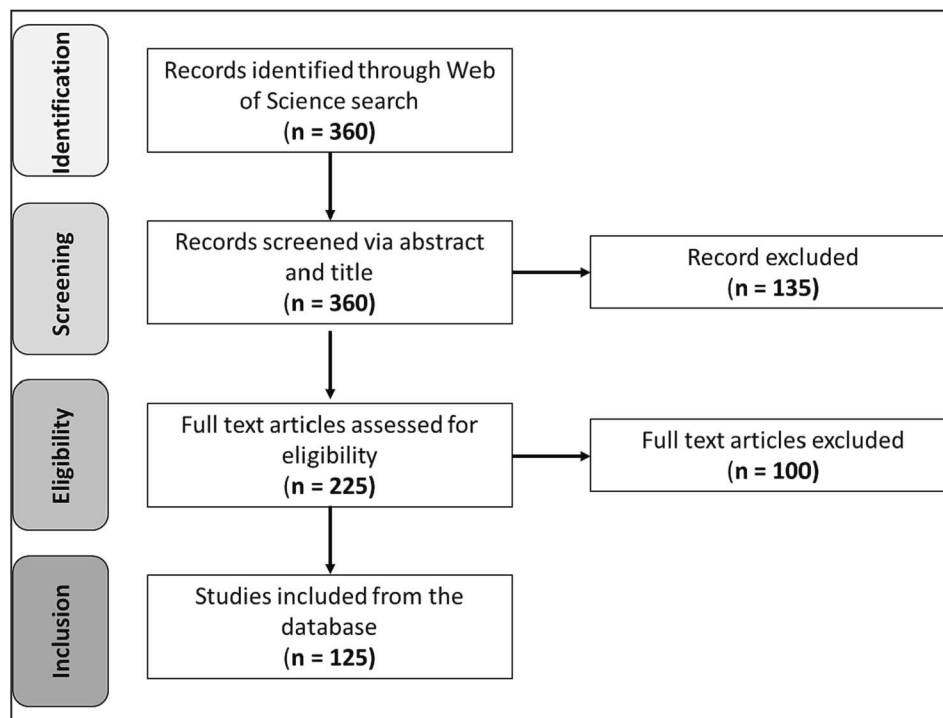 Identification
Records identified through Web
of Science search
(n = 360)
Screening
Records screened via abstract
and title
(n = 360)
Record excluded
(n = 135)
Eligibility
Full text articles assessed for
eligibility
(n = 225)
Full text articles excluded
(n = 100)
Inclusion
Studies included from the
database
(n = 125)